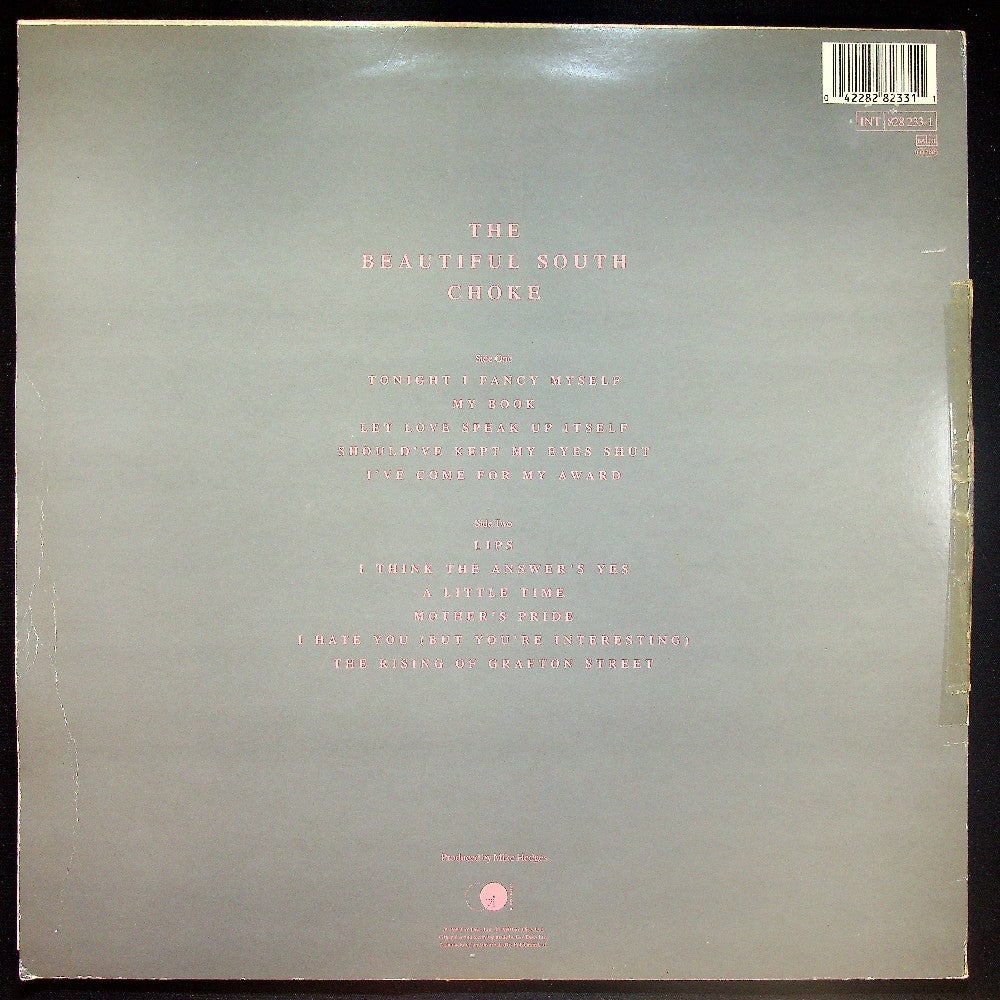 0 42282 82331 1
INT 828 233-1
THE
BEAUTIFUL SOUTH
CHOKE
Side One
TONIGHT I FANCY MYSELF
MY BOOK
LET LOVE SPEAK UP ITSELF
SHOULD'VE KEPT MY EYES SHUT
I'VE COME FOR MY AWARD
Side Two
LIPS
I THINK THE ANSWER'S YES
A LITTLE TIME
MOTHER'S PRIDE
I HATE YOU (BUT YOU'RE INTERESTING)
THE RISING OF GRAFTON STREET
Produced by Mike Hedges